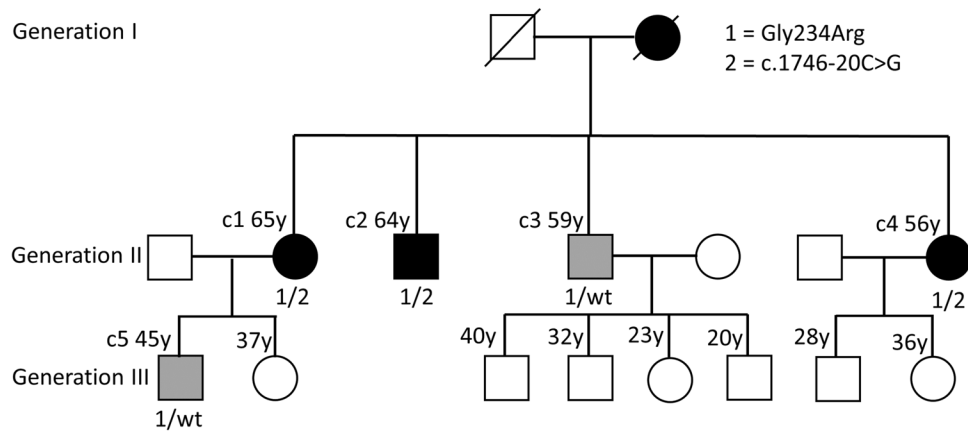 Generation I
1 = Gly234Arg
2 = c.1746-20C>G
c1 65y
c2 64y
c3 59y
c4 56y
Generation II
1/2
1/2
1/wt
1/2
c5 45y
37y
40y
32y
23y
20y
28y
36y
Generation III
1/wt